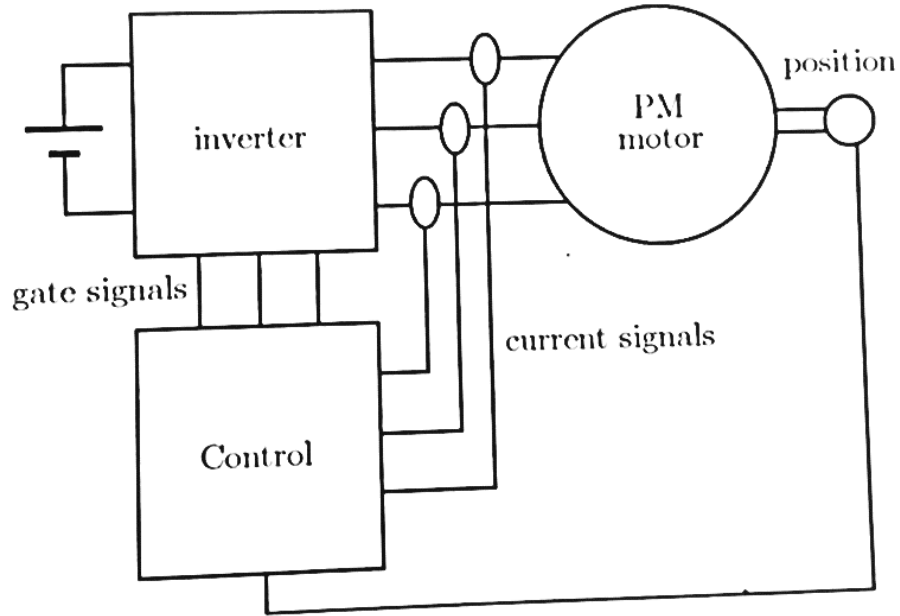 position
PM
motor
inverter
gate signals
current signals
Control